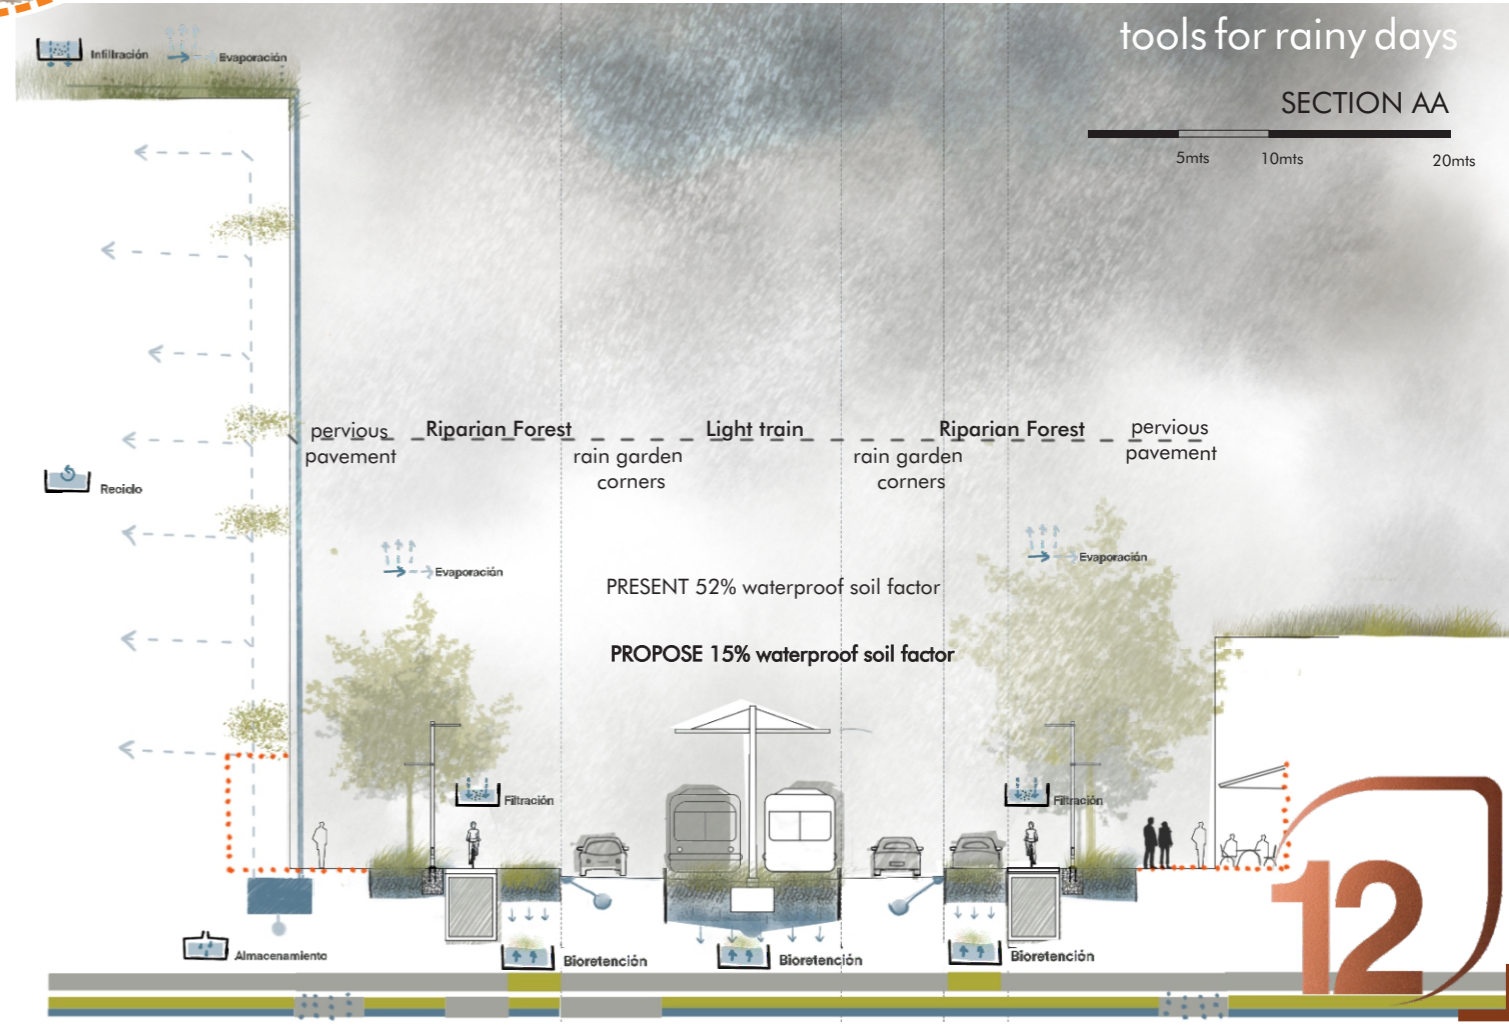 tools for rainy days
SECTION AA
5mts 10mts 20mts
Infiltración
Evaporación
pervious
pavement
Riparian Forest
rain garden
corners
Light train
rain garden
corners
Riparian Forest
pervious
pavement
Reciclo
Evaporación
Evaporación
PRESENT 52% waterproof soil factor
PROPOSE 15% waterproof soil factor
Filtración
Filtración
Almacenamiento
Bioretención
Bioretención
Bioretención
12